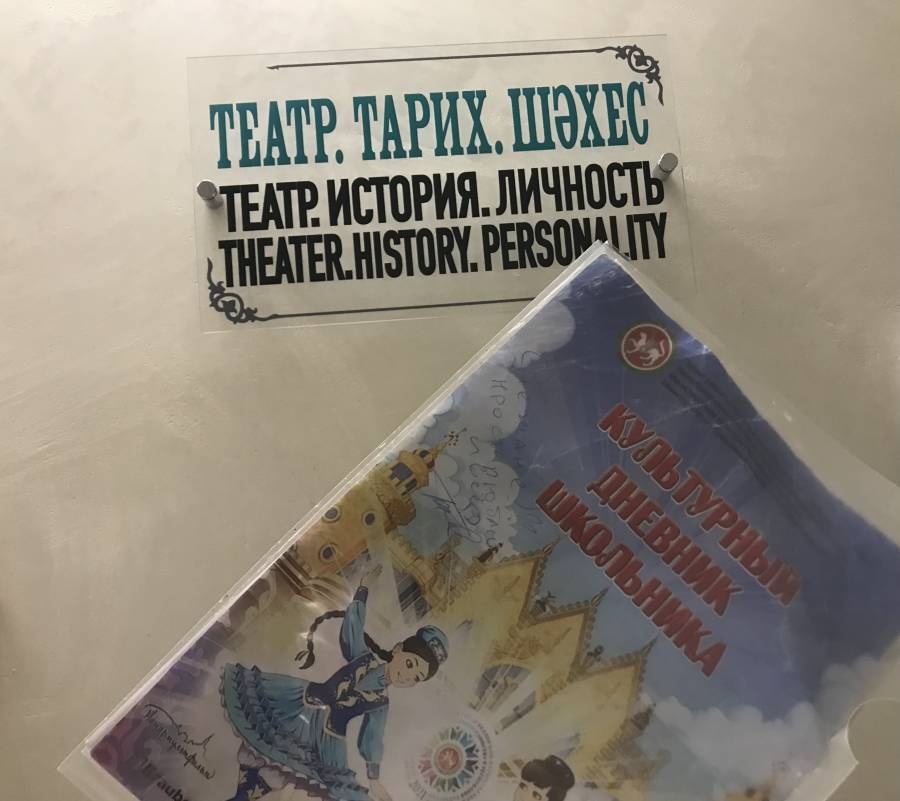 ТЕАТР. ТАРИХ. ШӘХЕС
ТЕАТР. ИСТОРИЯ. ЛИЧНОСТЬ
THEATER. HISTORY. PERSONALITY
КУЛЬТУРНЫЙ
ДНЕВНИК
ШКОЛЬНИКА